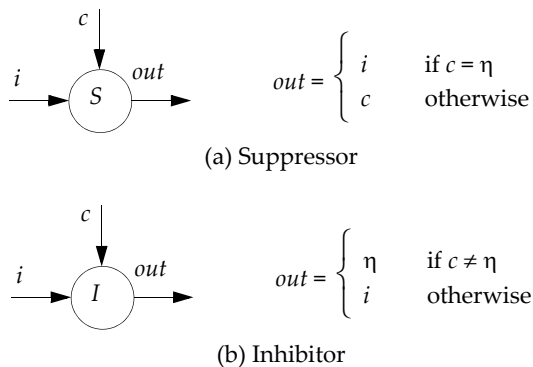 c
i
S
out
out = { i if c = η
c otherwise
(a) Suppressor
c
i
I
out
out = { η if c ≠ η
i otherwise
(b) Inhibitor